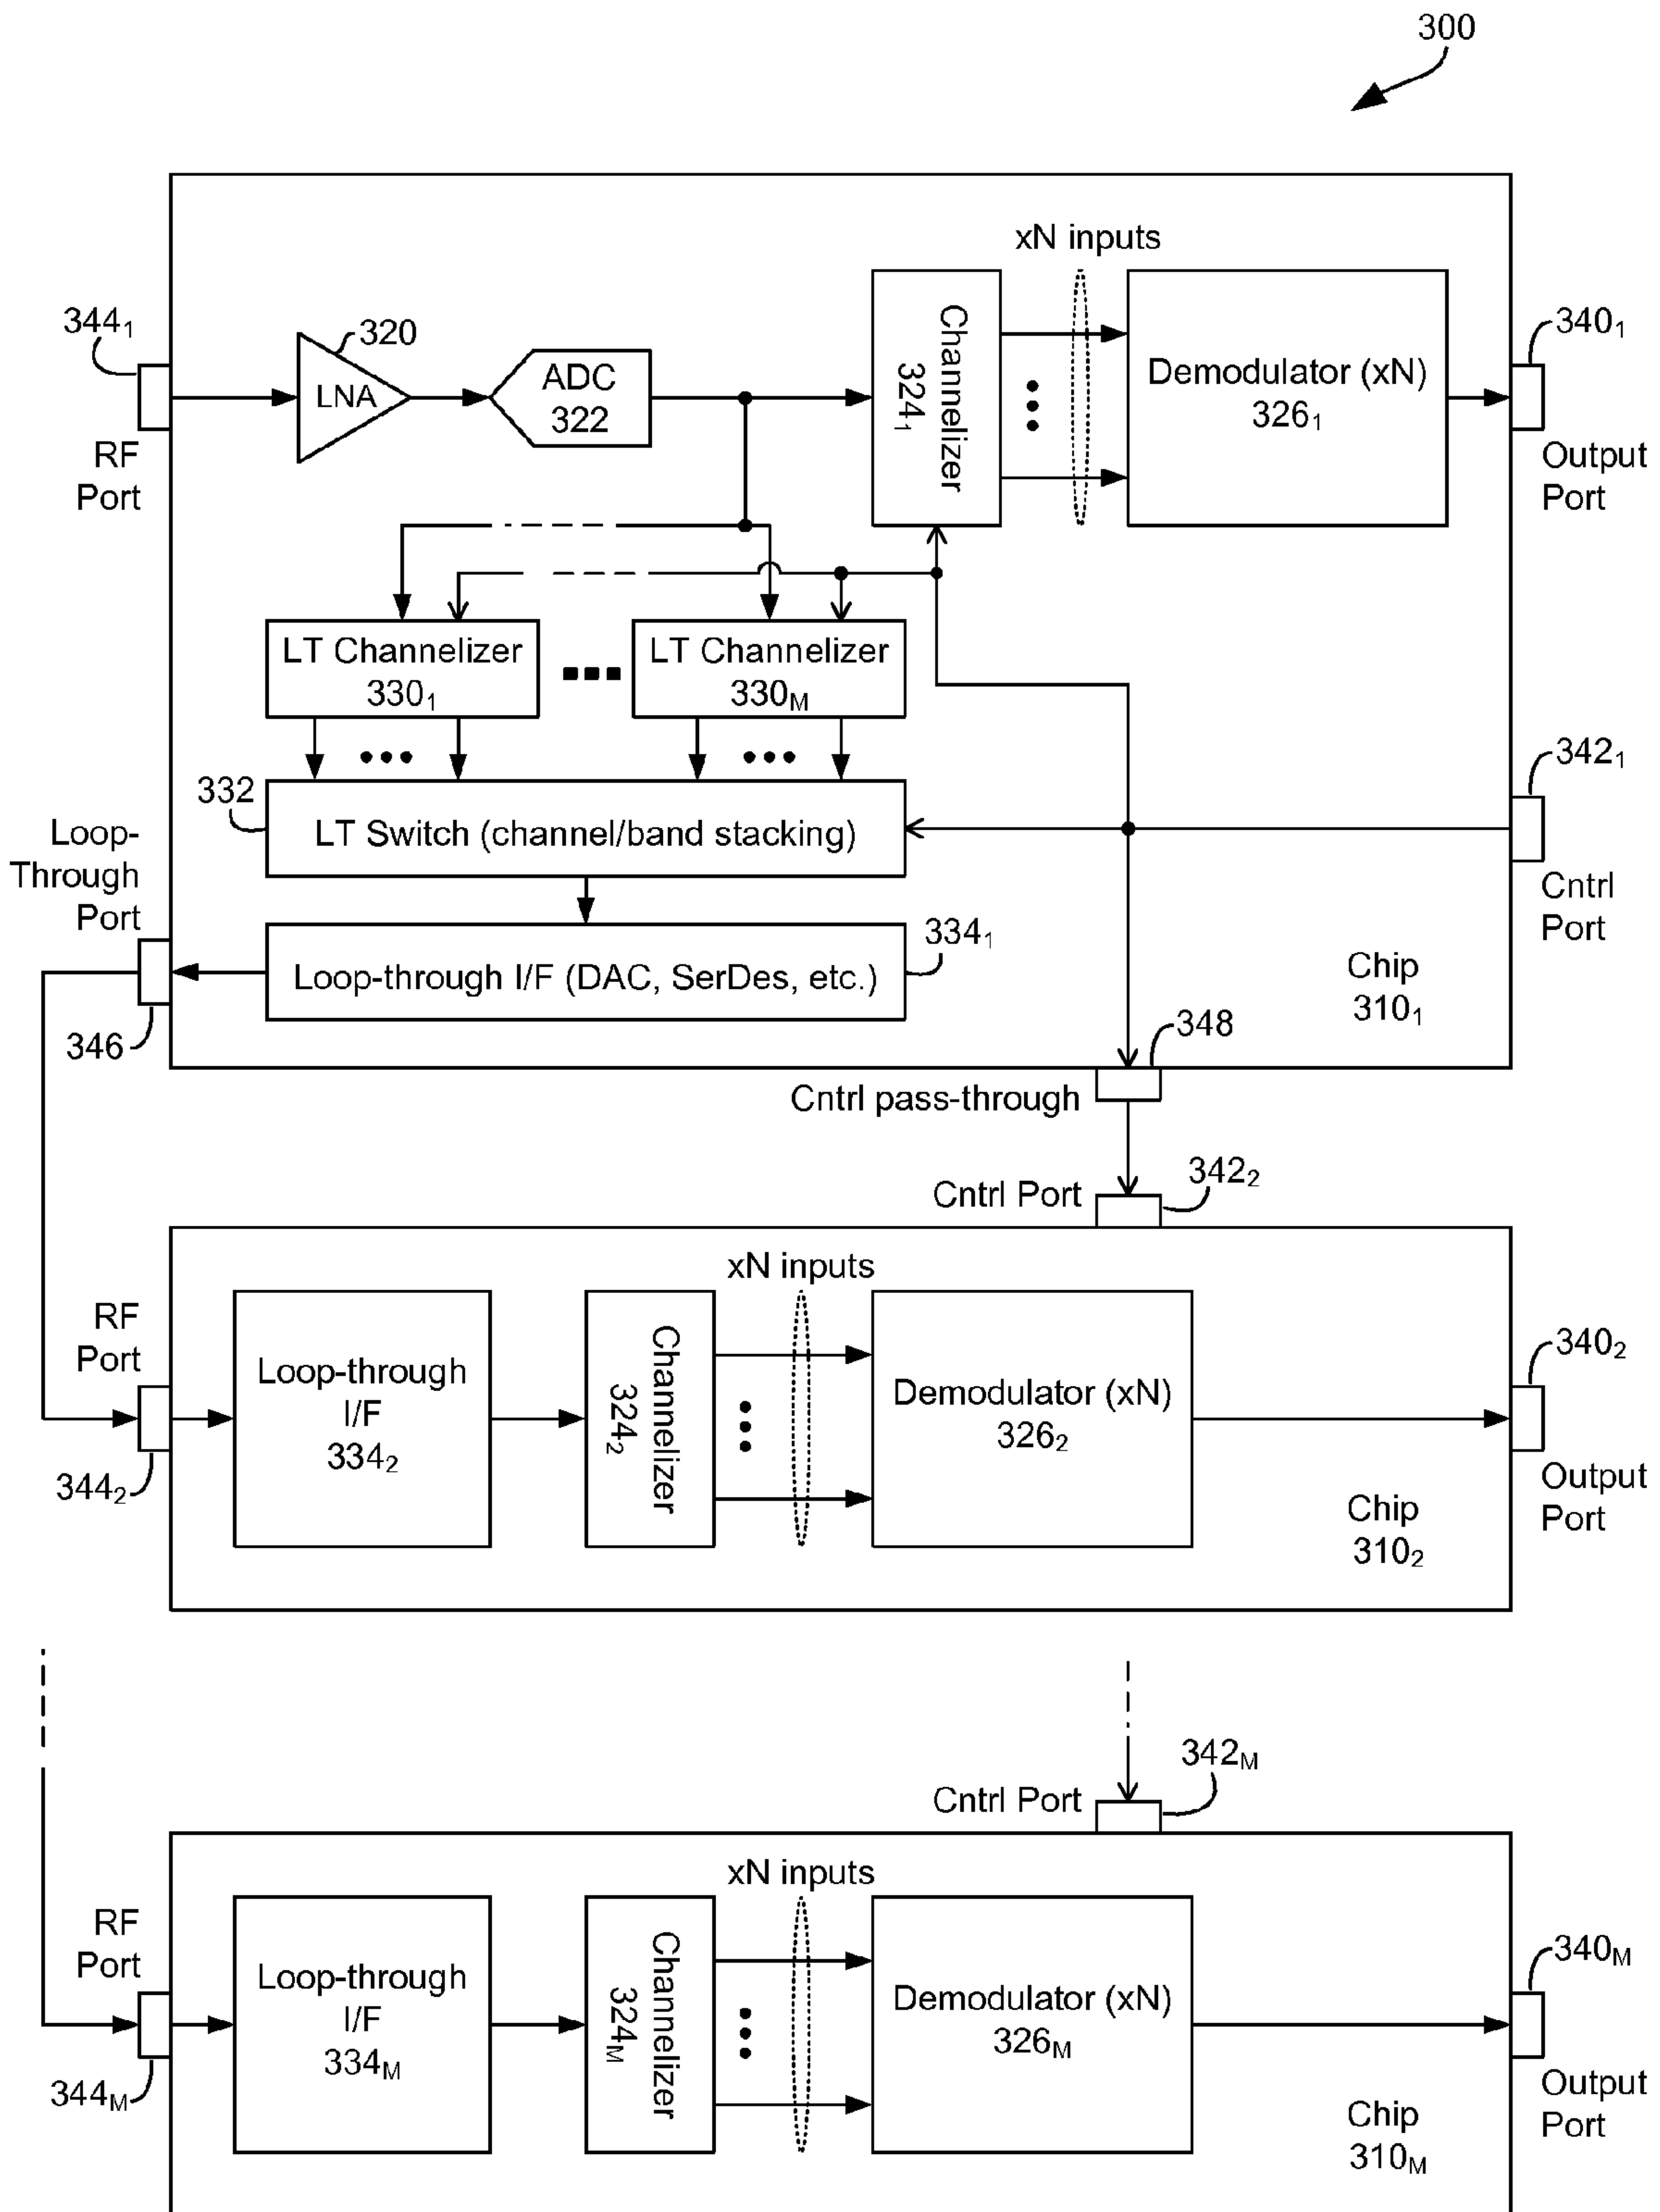 300
xN inputs
344₁
320
LNA
ADC
322
Channelizer
324₁
Demodulator (xN)
326₁
340₁
RF
Port
Output
Port
LT Channelizer
330₁
LT Channelizer
330M
342₁
332
LT Switch (channel/band stacking)
Loop-
Through
Port
Cntrl
Port
334₁
Loop-through I/F (DAC, SerDes, etc.)
Chip
310₁
346
348
Cntrl pass-through
Cntrl Port
342₂
xN inputs
RF
Port
Loop-through
I/F
334₂
Channelizer
324₂
Demodulator (xN)
326₂
340₂
344₂
Output
Port
Chip
310₂
342M
Cntrl Port
xN inputs
RF
Port
Loop-through
I/F
334M
Channelizer
324M
Demodulator (xN)
326M
340M
344M
Output
Port
Chip
310M